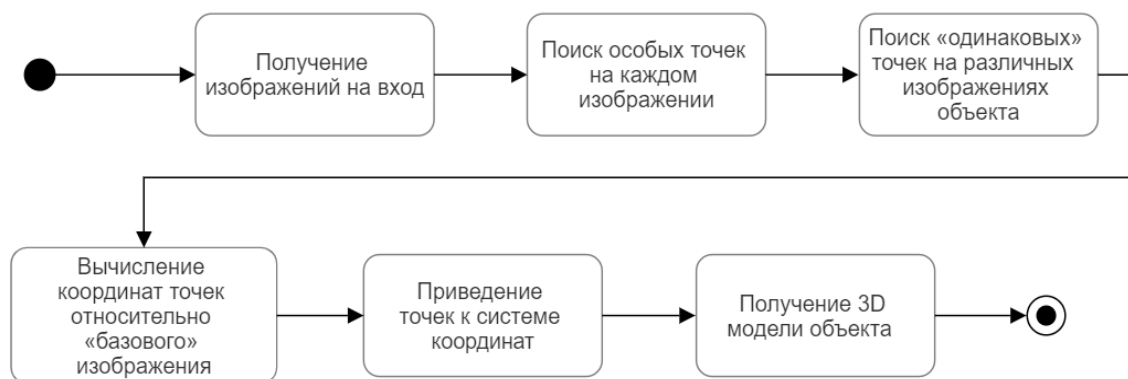 Получение
изображений на вход
Поиск особых точек
на каждом
изображении
Поиск «одинаковых»
точек на различных
изображениях
объекта
Вычисление
координат точек
относительно
«базового»
изображения
Приведение
точек к системе
координат
Получение 3D
модели объекта